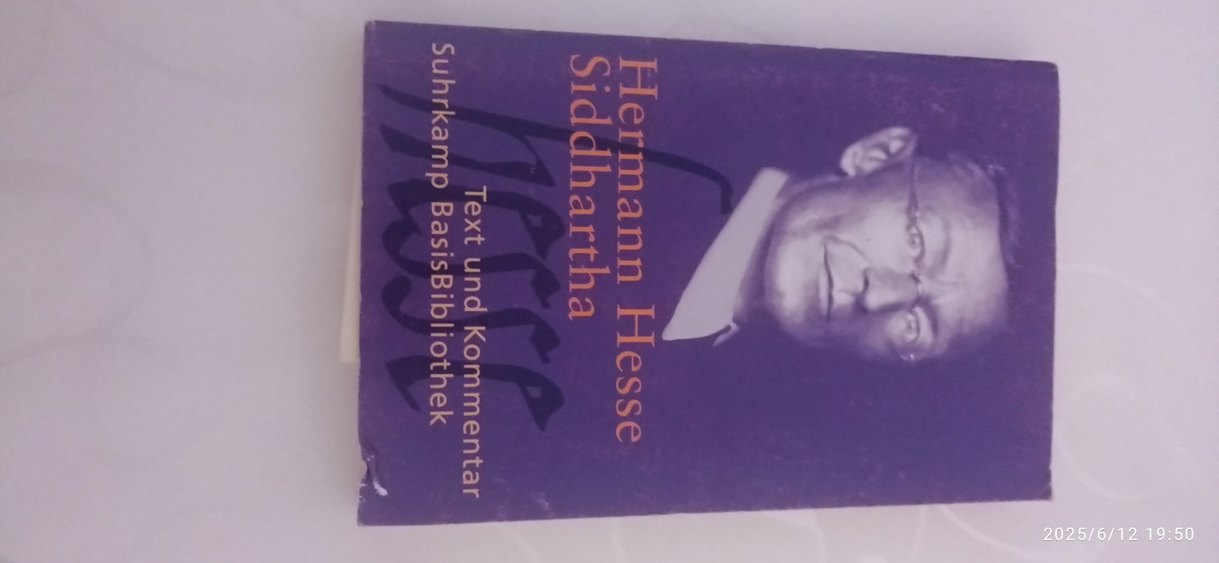 Hermann Hesse
Siddhartha
hesse
Text und Kommentar
Suhrkamp BasisBibliothek
2025/6/12 19:50